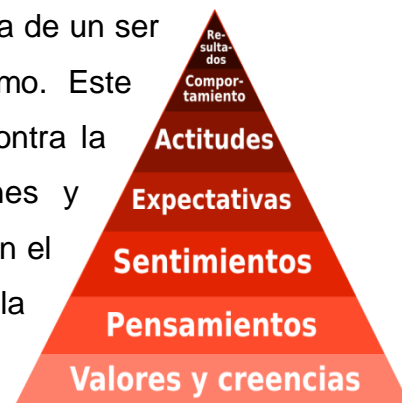 a de un ser
mo. Este
ontra la
nes y
n el
la
Re-
sulta-
dos
Compor-
tamiento
Actitudes
Expectativas
Sentimientos
Pensamientos
Valores y creencias